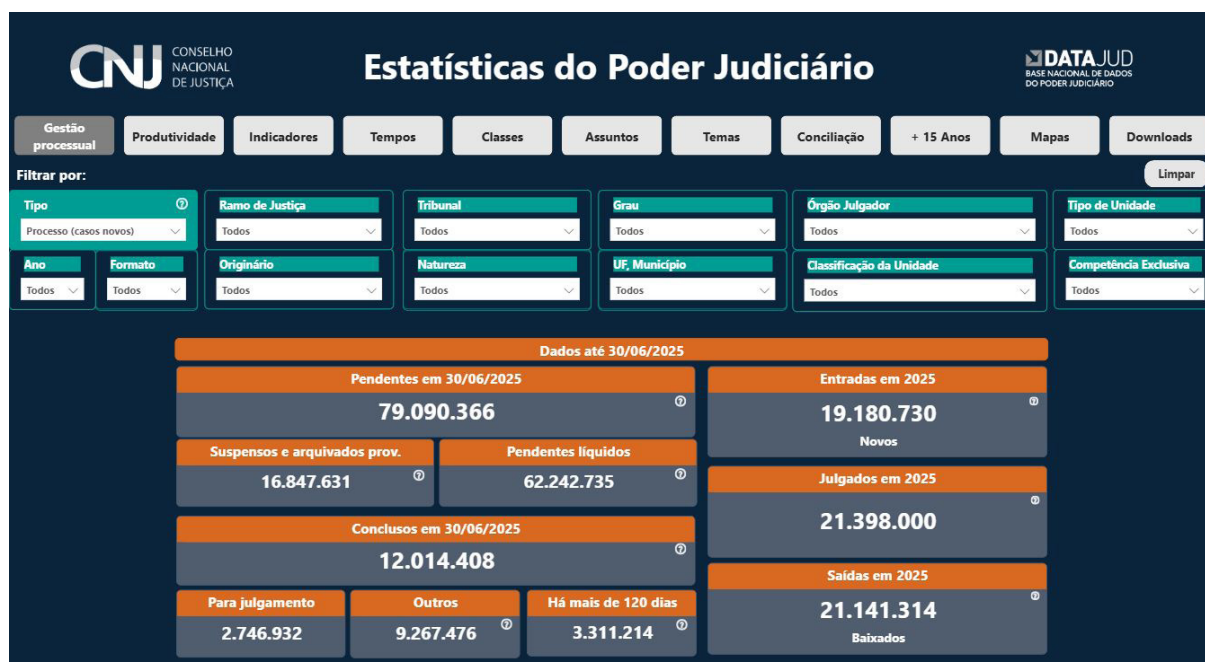 CNJ
CONSELHO
NACIONAL
DE JUSTIÇA
Estatísticas do Poder Judiciário
DATAJUD
BASE NACIONAL DE DADOS
DO PODER JUDICIÁRIO
Gestão
processual
Produtividade
Indicadores
Tempos
Classes
Assuntos
Temas
Conciliação
+ 15 Anos
Mapas
Downloads
Filtrar por:
Limpar
Tipo
Ramo de Justiça
Tribunal
Grau
Órgão Julgador
Tipo de Unidade
Processo (casos novos)
Todos
Todos
Todos
Todos
Todos
Ano
Formato
Originário
Natureza
UF, Município
Classificação da Unidade
Competência Exclusiva
Todos
Todos
Todos
Todos
Todos
Todos
Todos
Dados até 30/06/2025
Pendentes em 30/06/2025
79.090.366
Suspensos e arquivados prov.
16.847.631
Pendentes líquidos
62.242.735
Conclusos em 30/06/2025
12.014.408
Para julgamento
2.746.932
Outros
9.267.476
Há mais de 120 dias
3.311.214
Entradas em 2025
19.180.730
Novos
Julgados em 2025
21.398.000
Saídas em 2025
21.141.314
Baixados